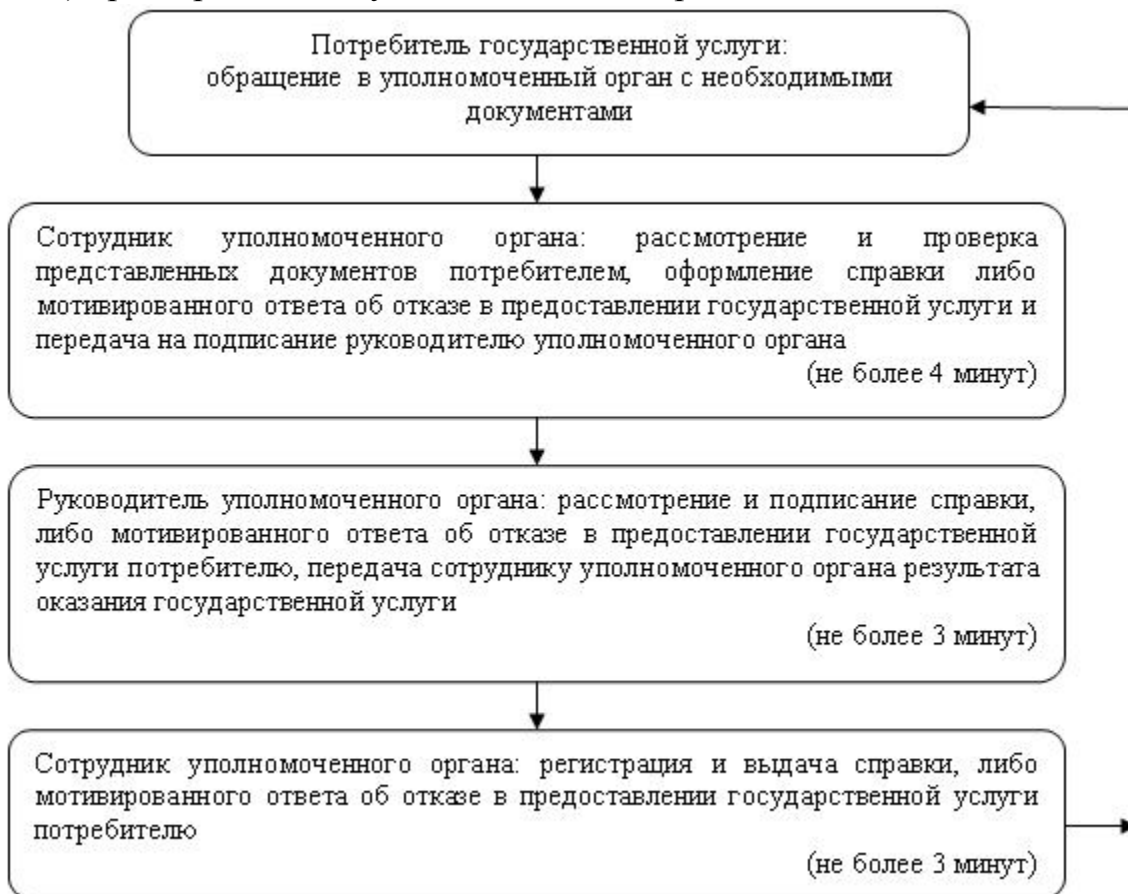 Потребитель государственной услуги:
обращение в уполномоченный орган с необходимыми
документами
Сотрудник уполномоченного органа: рассмотрение и проверка
представленных документов потребителем, оформление справки либо
мотивированного ответа об отказе в предоставлении государственной услуги и
передача на подписание руководителю уполномоченного органа
(не более 4 минут)
Руководитель уполномоченного органа: рассмотрение и подписание справки,
либо мотивированного ответа об отказе в предоставлении государственной
услуги потребителю, передача сотруднику уполномоченного органа результата
оказания государственной услуги
(не более 3 минут)
Сотрудник уполномоченного органа: регистрация и выдача справки, либо
мотивированного ответа об отказе в предоставлении государственной услуги
потребителю
(не более 3 минут)